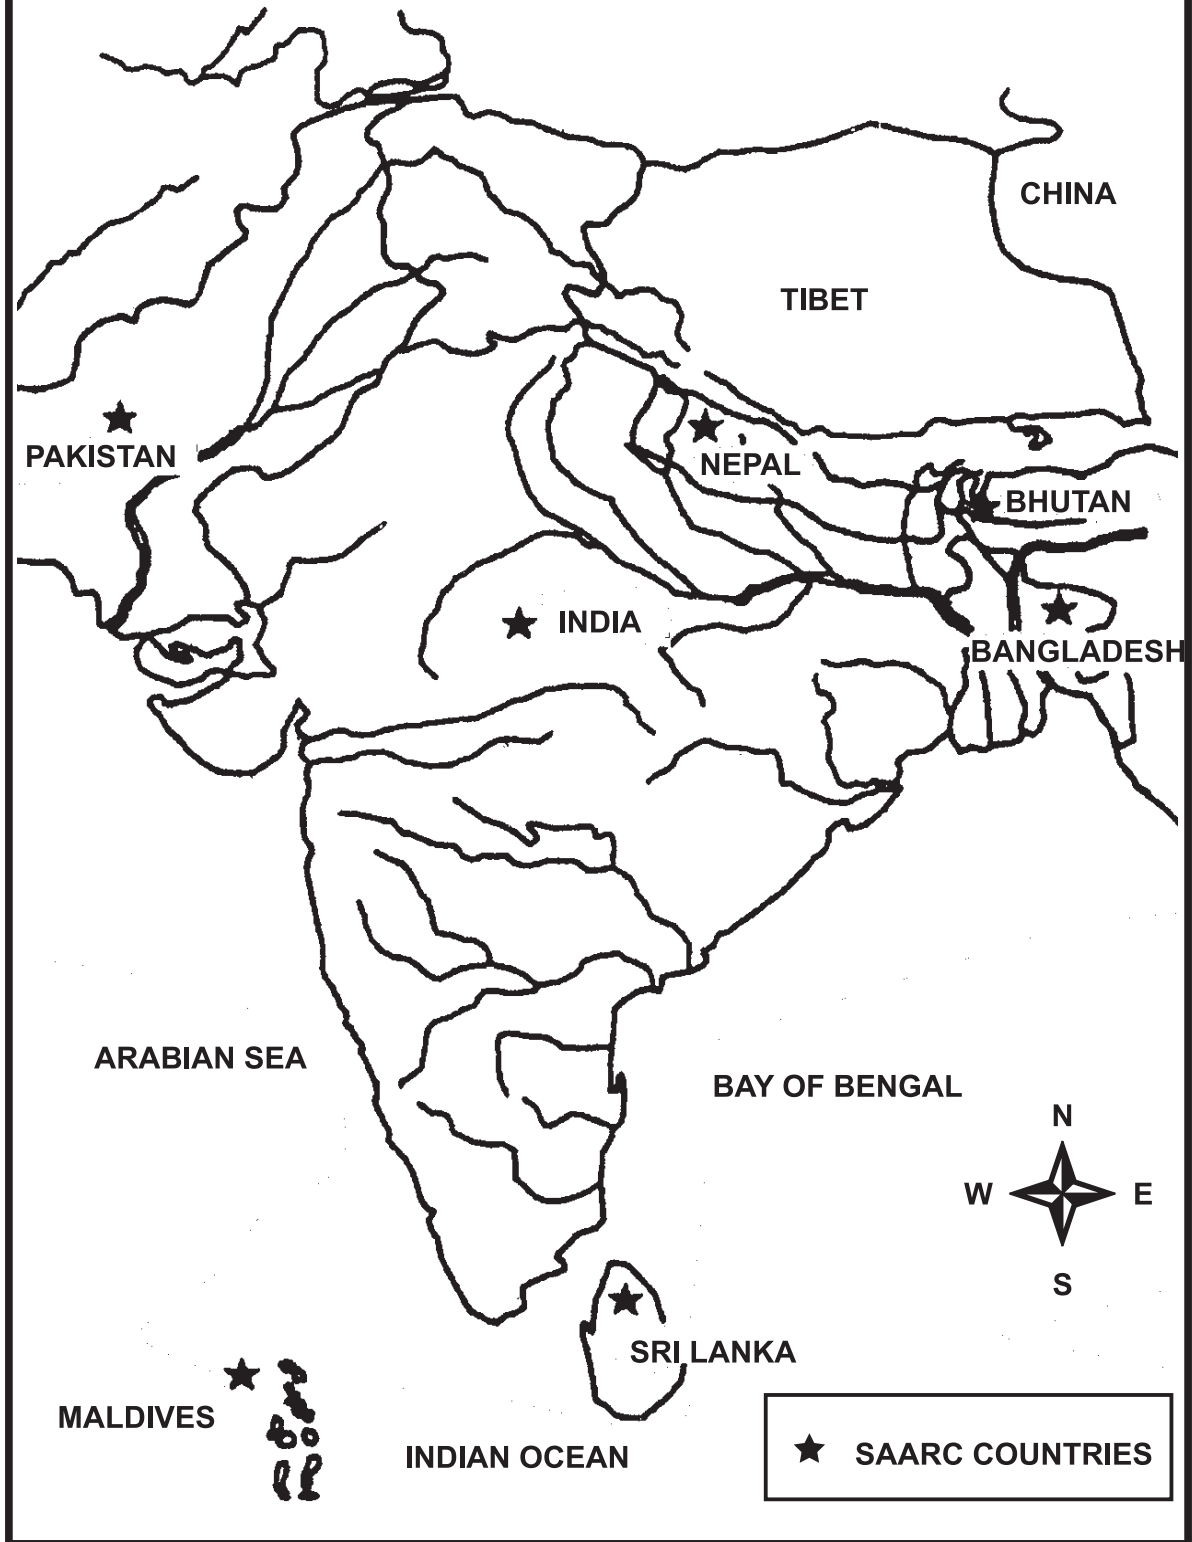 CHINA
TIBET
PAKISTAN
NEPAL
BHUTAN
INDIA
BANGLADESH
ARABIAN SEA
BAY OF BENGAL
N
W
E
S
SRI LANKA
MALDIVES
INDIAN OCEAN
SAARC COUNTRIES